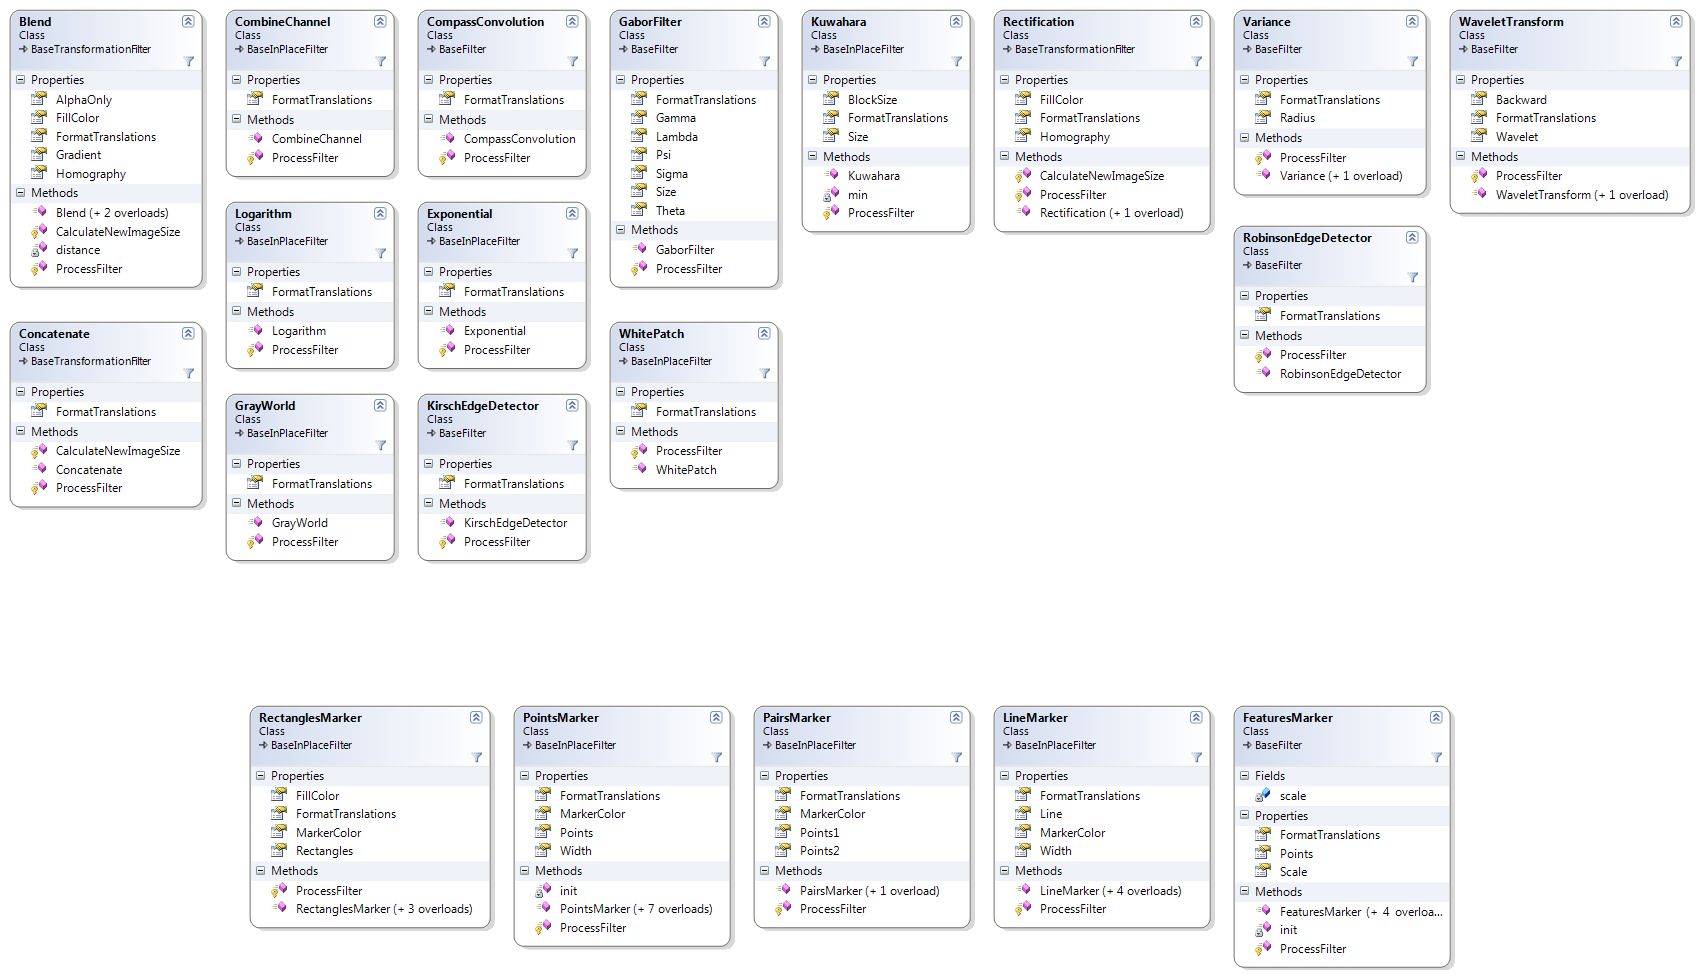 Blend
Class
BaseTransformationFilter
Properties
AlphaOnly
FillColor
FormatTranslations
Gradient
Homography
Methods
Blend (+ 2 overloads)
CalculateNewImageSize
distance
ProcessFilter
CombineChannel
Class
BaseInPlaceFilter
Properties
FormatTranslations
Methods
CombineChannel
ProcessFilter
CompassConvolution
Class
BaseFilter
Properties
FormatTranslations
Methods
CompassConvolution
ProcessFilter
GaborFilter
Class
BaseFilter
Properties
FormatTranslations
Gamma
Lambda
Psi
Sigma
Size
Theta
Methods
GaborFilter
ProcessFilter
Kuwahara
Class
BaseInPlaceFilter
Properties
BlockSize
FormatTranslations
Size
Methods
Kuwahara
min
ProcessFilter
Rectification
Class
BaseTransformationFilter
Properties
FillColor
FormatTranslations
Homography
Methods
CalculateNewImageSize
ProcessFilter
Rectification (+ 1 overload)
Variance
Class
BaseFilter
Properties
FormatTranslations
Radius
Methods
ProcessFilter
Variance (+ 1 overload)
WaveletTransform
Class
BaseFilter
Properties
Backward
FormatTranslations
Wavelet
Methods
ProcessFilter
WaveletTransform (+ 1 overload)
Logarithm
Class
BaseInPlaceFilter
Properties
FormatTranslations
Methods
Logarithm
ProcessFilter
Exponential
Class
BaseInPlaceFilter
Properties
FormatTranslations
Methods
Exponential
ProcessFilter
RobinsonEdgeDetector
Class
BaseFilter
Properties
FormatTranslations
Methods
ProcessFilter
RobinsonEdgeDetector
Concatenate
Class
BaseTransformationFilter
Properties
FormatTranslations
Methods
CalculateNewImageSize
Concatenate
ProcessFilter
WhitePatch
Class
BaseInPlaceFilter
Properties
FormatTranslations
Methods
ProcessFilter
WhitePatch
GrayWorld
Class
BaseInPlaceFilter
Properties
FormatTranslations
Methods
GrayWorld
ProcessFilter
KirschEdgeDetector
Class
BaseFilter
Properties
FormatTranslations
Methods
KirschEdgeDetector
ProcessFilter
RectanglesMarker
Class
BaseInPlaceFilter
Properties
FillColor
FormatTranslations
MarkerColor
Rectangles
Methods
ProcessFilter
RectanglesMarker (+ 3 overloads)
PointsMarker
Class
BaseInPlaceFilter
Properties
FormatTranslations
MarkerColor
Points
Width
Methods
init
PointsMarker (+ 7 overloads)
ProcessFilter
PairsMarker
Class
BaseInPlaceFilter
Properties
FormatTranslations
MarkerColor
Points1
Points2
Methods
PairsMarker (+ 1 overload)
ProcessFilter
LineMarker
Class
BaseInPlaceFilter
Properties
FormatTranslations
Line
MarkerColor
Width
Methods
LineMarker (+ 4 overloads)
ProcessFilter
FeaturesMarker
Class
BaseFilter
Fields
scale
Properties
FormatTranslations
Points
Scale
Methods
FeaturesMarker (+ 4 overloa...
init
ProcessFilter